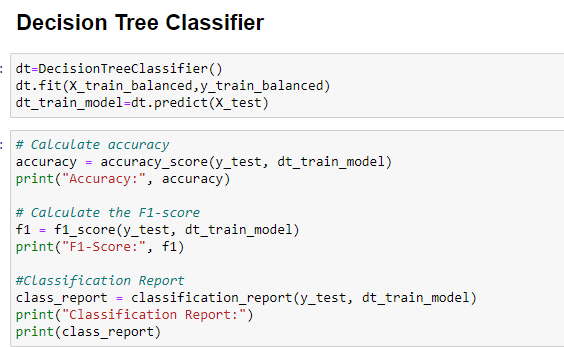 Decision Tree Classifier
:
dt=DecisionTreeClassifier()
dt.fit(X_train_balanced,y_train_balanced)
dt_train_model=dt.predict(X_test)
:
# Calculate accuracy
accuracy = accuracy_score(y_test, dt_train_model)
print("Accuracy:", accuracy)
# Calculate the F1-score
f1 = f1_score(y_test, dt_train_model)
print("F1-Score:", f1)
#Classification Report
class_report = classification_report(y_test, dt_train_model)
print("Classification Report:")
print(class_report)